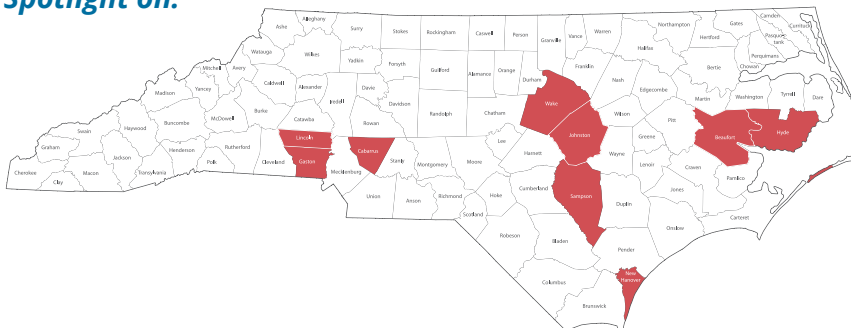 Spotlight on:
Alleghany
Ashe
Surry
Stokes
Rockingham
Caswell
Person
Granville
Vance
Warren
Northampton
Gates
Camden
Currituck
Pasquo-
tank
Perquimans
Chowan
Hertford
Halifax
Watauga
Wilkes
Yadkin
Forsyth
Guilford
Alamance
Orange
Durham
Franklin
Nash
Edgecombe
Bertie
Martin
Washington
Tyrrell
Dare
Mitchell
Avery
Yancey
Madison
Caldwell
Alexander
Iredell
Davie
Davidson
Randolph
Chatham
Wake
Wilson
Pitt
Beaufort
Hyde
Burke
McDowell
Buscombe
Haywood
Swain
Graham
Catawba
Rowan
Lincoln
Gaston
Cabarrus
Stanly
Montgomery
Moore
Lee
Harnett
Johnston
Wayne
Greene
Lenoir
Craven
Pamlico
Cherokee
Clay
Macon
Jackson
Transylvania
Henderson
Polk
Rutherford
Cleveland
Mecklenburg
Union
Anson
Richmond
Scotland
Hoke
Cumberland
Sampson
Duplin
Jones
Onslow
Carteret
Robeson
Bladen
Pender
Columbus
Brunswick
New
Hanover